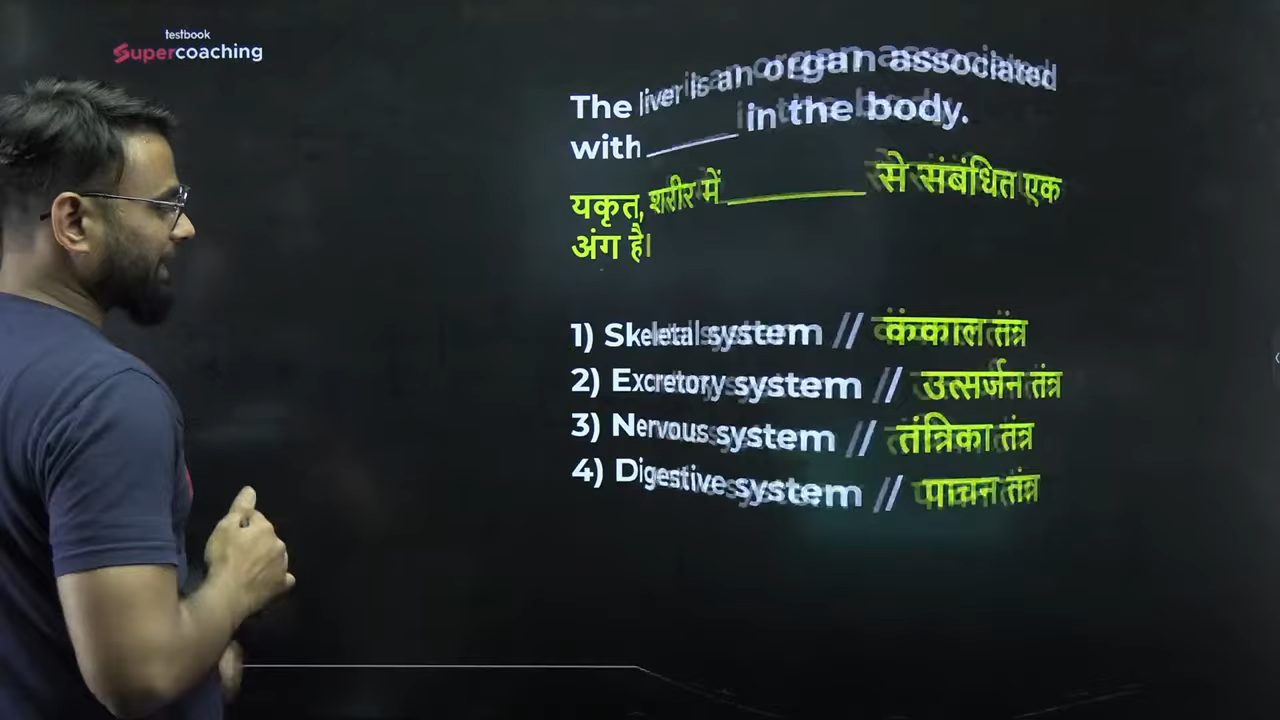 testbook
Supercoaching
The liver is an organ associated
with ______ in the body.
यकृत, शरीर में ________ से संबंधित एक
अंग है।
1) Skeletal system // कंकाल तंत्र
2) Excretory system // उत्सर्जन तंत्र
3) Nervous system // तंत्रिका तंत्र
4) Digestive system // पाचन तंत्र